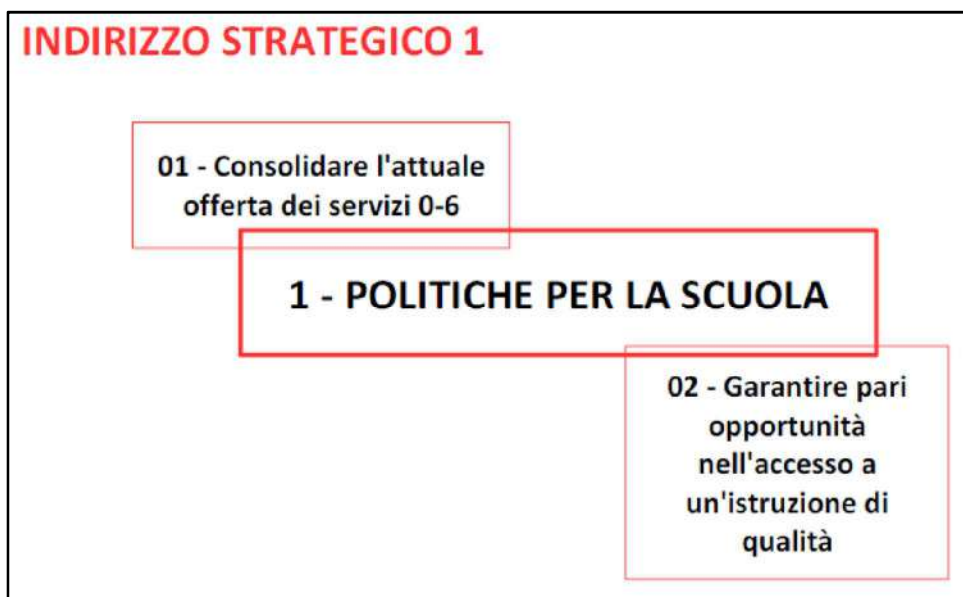 INDIRIZZO STRATEGICO 1
01 - Consolidare l'attuale
offerta dei servizi 0-6
1 - POLITICHE PER LA SCUOLA
02 - Garantire pari
opportunità
nell'accesso a
un'istruzione di
qualità